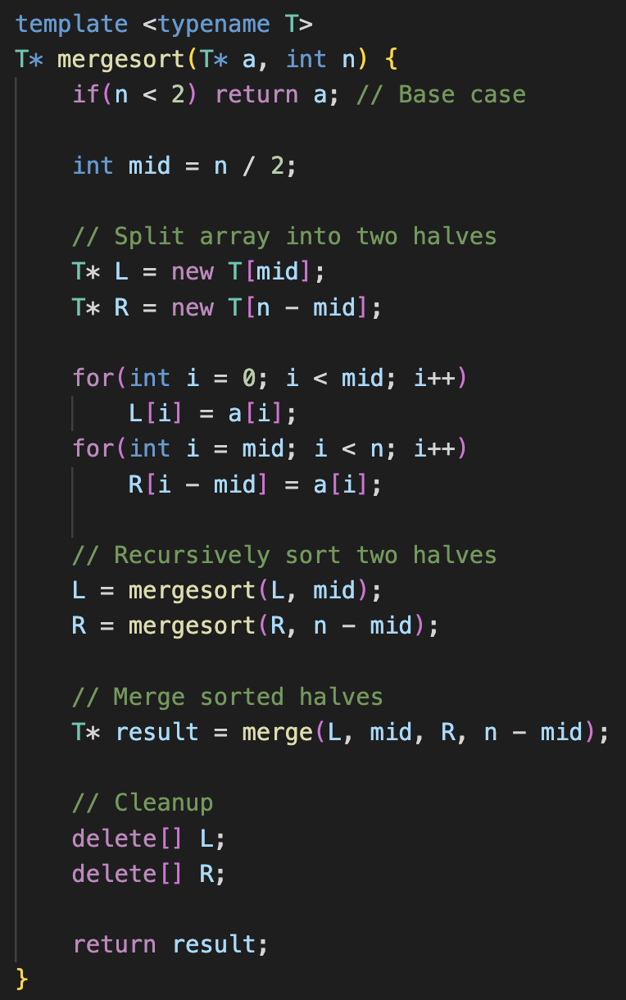 template <typename T>
T* mergesort(T* a, int n) {
    if(n < 2) return a; // Base case

    int mid = n / 2;

    // Split array into two halves
    T* L = new T[mid];
    T* R = new T[n - mid];

    for(int i = 0; i < mid; i++)
        L[i] = a[i];
    for(int i = mid; i < n; i++)
        R[i - mid] = a[i];

    // Recursively sort two halves
    L = mergesort(L, mid);
    R = mergesort(R, n - mid);

    // Merge sorted halves
    T* result = merge(L, mid, R, n - mid);

    // Cleanup
    delete[] L;
    delete[] R;

    return result;
}